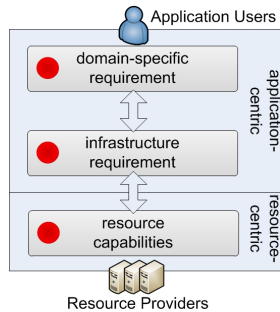 Application Users
domain-specific
requirement
infrastructure
requirement
application-
centric
resource
capabilities
resource-
centric
Resource Providers